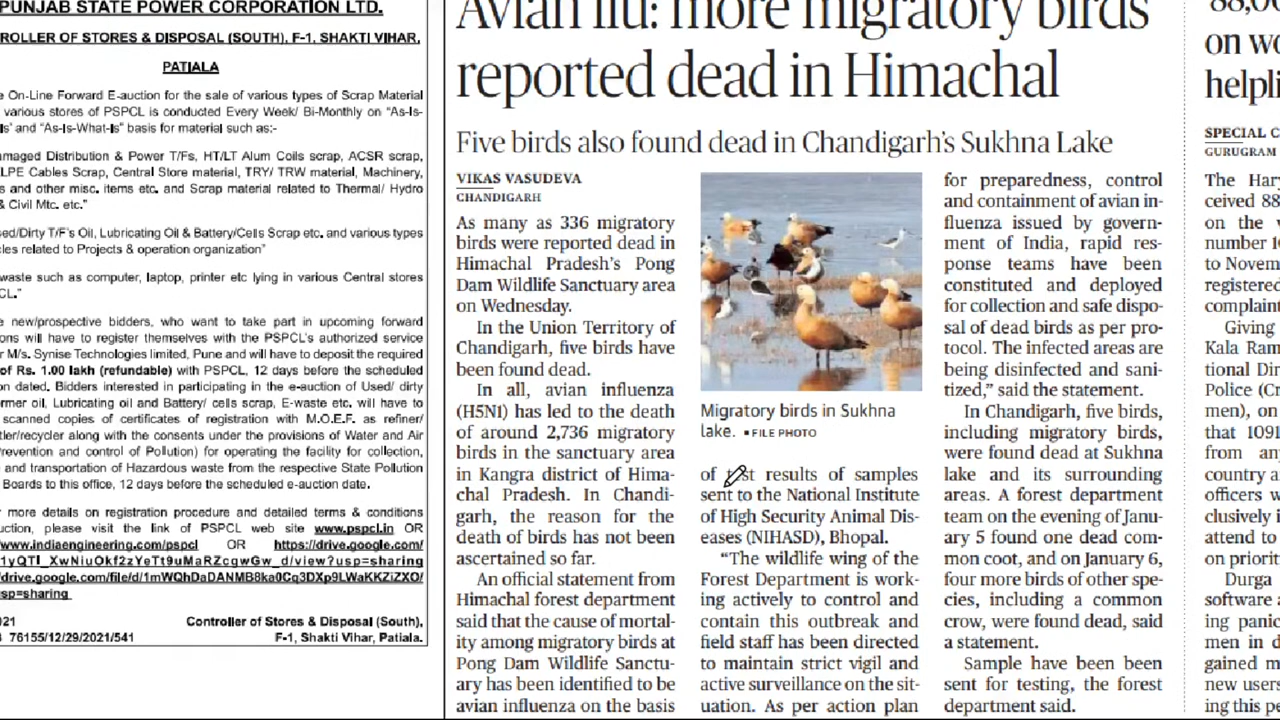 PUNJAB STATE POWER CORPORATION LTD.
ROLLER OF STORES & DISPOSAL (SOUTH), F-1, SHAKTI VIHAR,
PATIALA
On-Line Forward E-auction for the sale of various types of Scrap Material
various stores of PSPCL is conducted Every Week/ Bi-Monthly on "As-Is-
and "As-Is-What-Is" basis for material such as:-
amaged Distribution & Power T/Fs, HT/LT Alum Coils scrap, ACSR scrap,
LPE Cables Scrap, Central Store material, TRY/ TRW material, Machinery,
s and other misc. items etc. and Scrap material related to Thermal/ Hydro
& Civil Mtc. etc."
sed/Dirty T/F's Oil, Lubricating Oil & Battery/Cells Scrap etc. and various types
cles related to Projects & operation organization"
waste such as computer, laptop, printer etc lying in various Central stores
CL."
e new/prospective bidders, who want to take part in upcoming forward
ons will have to register themselves with the PSPCL's authorized service
r M/s. Synise Technologies limited, Pune and will have to deposit the required
of Rs. 1.00 lakh (refundable) with PSPCL, 12 days before the scheduled
on dated. Bidders interested in participating in the e-auction of Used/ dirty
ormer oil, Lubricating oil and Battery/ cells scrap, E-waste etc. will have to
scanned copies of certificates of registration with M.O.E.F. as refiner/
tler/recycler along with the consents under the provisions of Water and Air
revention and control of Pollution) for operating the facility for collection,
and transportation of Hazardous waste from the respective State Pollution
Boards to this office, 12 days before the scheduled e-auction date.
r more details on registration procedure and detailed terms & conditions
uction, please visit the link of PSPCL web site www.pspcl.in OR
www.indiaengineering.com/pspcl OR https://drive.google.com/
1yQTI_XwNiuOkf2zYeTt9uMaRZcgwGw_d/view?usp=sharing
drive.google.com/file/d/1mWQhDaDANMB8ka0Cq3DXp9LWaKKZiZXO/
sp=sharing
021 Controller of Stores & Disposal (South),
76155/12/29/2021/541 F-1, Shakti Vihar, Patiala.
Avian flu: more migratory birds
reported dead in Himachal
Five birds also found dead in Chandigarh's Sukhna Lake
VIKAS VASUDEVA
CHANDIGARH
As many as 336 migratory
birds were reported dead in
Himachal Pradesh's Pong
Dam Wildlife Sanctuary area
on Wednesday.
In the Union Territory of
Chandigarh, five birds have
been found dead.
In all, avian influenza
(H5N1) has led to the death
of around 2,736 migratory
birds in the sanctuary area
in Kangra district of Hima-
chal Pradesh. In Chandi-
garh, the reason for the
death of birds has not been
ascertained so far.
An official statement from
Himachal forest department
said that the cause of mortal-
ity among migratory birds at
Pong Dam Wildlife Sanctu-
ary has been identified to be
avian influenza on the basis
Migratory birds in Sukhna
lake. ▪FILE PHOTO
of test results of samples
sent to the National Institute
of High Security Animal Dis-
eases (NIHASD), Bhopal.
"The wildlife wing of the
Forest Department is work-
ing actively to control and
contain this outbreak and
field staff has been directed
to maintain strict vigil and
active surveillance on the sit-
uation. As per action plan
for preparedness, control
and containment of avian in-
fluenza issued by govern-
ment of India, rapid res-
ponse teams have been
constituted and deployed
for collection and safe dispo-
sal of dead birds as per pro-
tocol. The infected areas are
being disinfected and sani-
tized," said the statement.
In Chandigarh, five birds,
including migratory birds,
were found dead at Sukhna
lake and its surrounding
areas. A forest department
team on the evening of Janu-
ary 5 found one dead com-
mon coot, and on January 6,
four more birds of other spe-
cies, including a common
crow, were found dead, said
a statement.
Sample have been been
sent for testing, the forest
department said.
on wo
helpli
SPECIAL C
GURUGRAM
The Har
ceived 88
on the v
number 1
to Novem
registered
complain
Giving
Kala Ram
tional Dir
Police (Cr
men), on
that 1091
from any
country a
officers w
clusively i
attend to
on priorit
Durga
software a
ing panic
men in d
gained m
new users
ing this pe